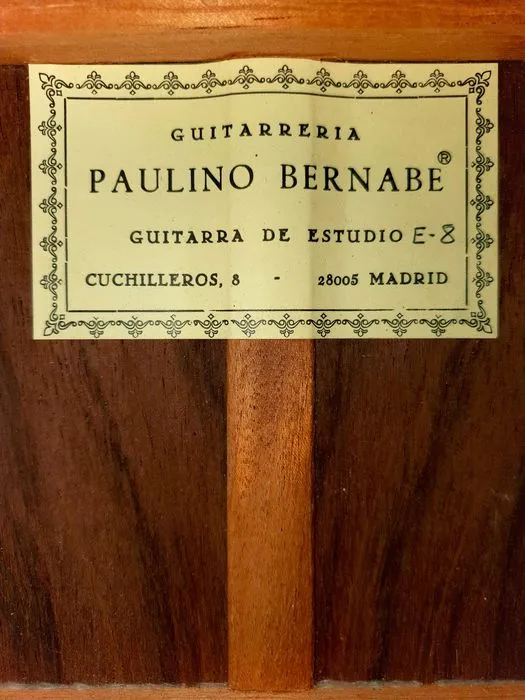 GUITARRERIA
PAULINO BERNABE®
GUITARRA DE ESTUDIO E-8
CUCHILLEROS, 8 - 28005 MADRID